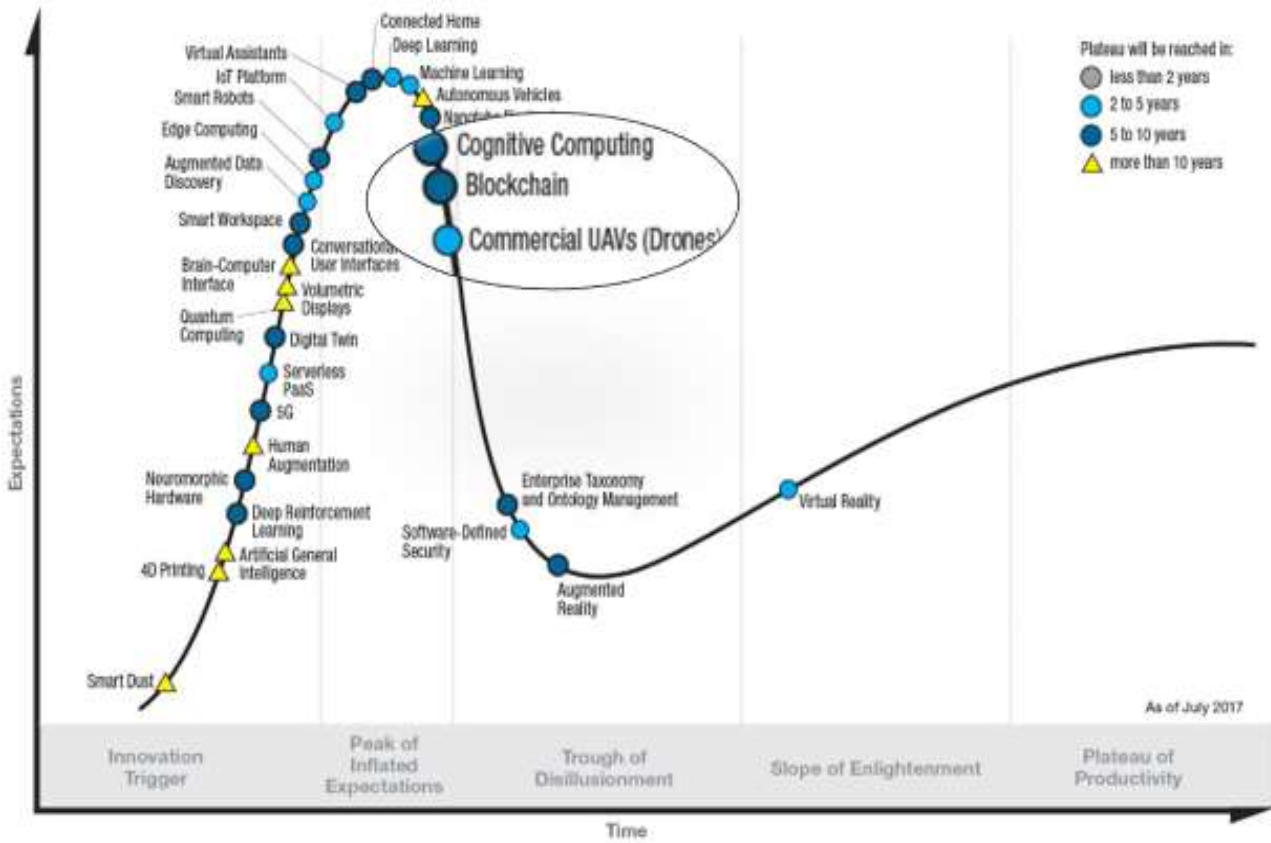 Connected Home
Deep Learning
Virtual Assistants
IoT Platform
Machine Learning
Smart Robots
Autonomous Vehicles
Edge Computing
Cognitive Computing
Augmented Data
Discovery
Blockchain
Smart Workspace
Commercial UAVs (Drones)
Conversational
User Interfaces
Brain-Computer
Interface
Volumetric
Displays
Quantum
Computing
Digital Twin
Serverless
PaaS
5G
Human
Augmentation
Neuromorphic
Hardware
Deep Reinforcement
Learning
Artificial General
Intelligence
4D Printing
Smart Dust
Enterprise Taxonomy
and Ontology Management
Software-Defined
Security
Augmented
Reality
Virtual Reality
Plateau will be reached in:
less than 2 years
2 to 5 years
5 to 10 years
more than 10 years
As of July 2017
Expectations
Innovation
Trigger
Peak of
Inflated
Expectations
Trough of
Disillusionment
Slope of Enlightenment
Plateau of
Productivity
Time